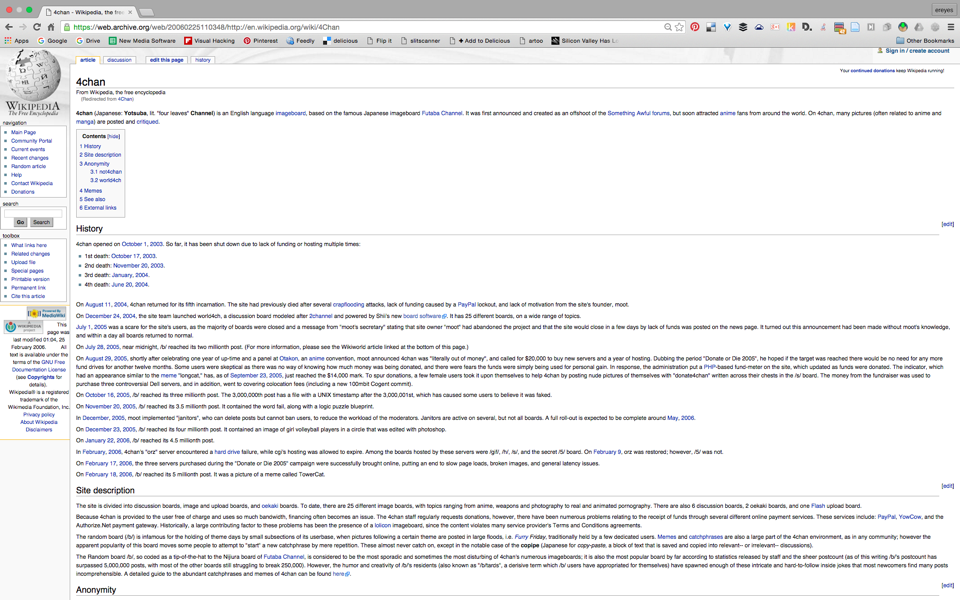 4chan - Wikipedia, the free
ereyes
https://web.archive.org/web/20060225110348/http://en.wikipedia.org/wiki/4Chan
Apps Google Drive New Media Software Visual Hacking Pinterest Feedly delicious Flip it slitscanner + Add to Delicious artoo Silicon Valley Has L Other Bookmarks
Sign in / create account
article discussion edit this page history
Your continued donations keep Wikipedia running!
4chan
From Wikipedia, the free encyclopedia
(Redirected from 4Chan)
4chan (Japanese: Yotsuba, lit. "four leaves" Channel) is an English language imageboard, based on the famous Japanese imageboard Futaba Channel. It was first announced and created as an offshoot of the Something Awful forums, but soon attracted anime fans from around the world. On 4chan, many pictures (often related to anime and
manga) are posted and critiqued.
Contents [hide]
1 History
2 Site description
3 Anonymity
3.1 not4chan
3.2 world4ch
4 Memes
5 See also
6 External links
WIKIPEDIA
The Free Encyclopedia
navigation
Main Page
Community Portal
Current events
Recent changes
Random article
Help
Contact Wikipedia
Donations
search
Go Search
toolbox
What links here
Related changes
Upload file
Special pages
Printable version
Permanent link
Cite this article
Powered by MediaWiki
WIKIMEDIA
This
page was
last modified 01:04, 25
February 2006. All
text is available under the
terms of the GNU Free
Documentation License
(see Copyrights for
details).
Wikipedia® is a registered
trademark of the
Wikimedia Foundation, Inc.
Privacy policy
About Wikipedia
Disclaimers
History
[edit]
4chan opened on October 1, 2003. So far, it has been shut down due to lack of funding or hosting multiple times:
1st death: October 17, 2003.
2nd death: November 20, 2003.
3rd death: January, 2004.
4th death: June 20, 2004.
On August 11, 2004, 4chan returned for its fifth incarnation. The site had previously died after several crapflooding attacks, lack of funding caused by a PayPal lockout, and lack of motivation from the site's founder, moot.
On December 24, 2004, the site team launched world4ch, a discussion board modeled after 2channel and powered by Shii's new board software. It has 25 different boards, on a wide range of topics.
July 1, 2005 was a scare for the site's users, as the majority of boards were closed and a message from "moot's secretary" stating that site owner "moot" had abandoned the project and that the site would close in a few days by lack of funds was posted on the news page. It turned out this announcement had been made without moot's knowledge,
and within a day all boards returned to normal.
On July 28, 2005, near midnight, /b/ reached its two millionth post. (For more information, please see the Wikiworld article linked at the bottom of this page.)
On August 29, 2005, shortly after celebrating one year of up-time and a panel at Otakon, an anime convention, moot announced 4chan was "literally out of money", and called for $20,000 to buy new servers and a year of hosting. Dubbing the period "Donate or Die 2005", he hoped if the target was reached there would be no need for any more
fund drives for another twelve months. Some users were skeptical as there was no way of knowing how much money was being donated, and there were fears the funds were simply being used for personal gain. In response, the administration put a PHP-based fund-meter on the site, which updated as funds were donated. The indicator, which
had an appearance similar to the meme "longcat," has, as of September 23, 2005, just reached the $14,000 mark. To spur donations, a few female users took it upon themselves to help 4chan by posting nude pictures of themselves with "donate4chan" written across their chests in the /s/ board. The money from the fundraiser was used to
purchase three controversial Dell servers, and in addition, went to covering colocation fees (including a new 100mbit Cogent commit).
On October 16, 2005, /b/ reached its three millionth post. The 3,000,000th post has a file with a UNIX timestamp after the 3,000,001st, which has caused some users to believe it was faked.
On November 20, 2005, /b/ reached its 3.5 millionth post. It contained the word fail, along with a logic puzzle blueprint.
In December, 2005, moot implemented "janitors", who can delete posts but cannot ban users, to reduce the workload of the moderators. Janitors are active on several, but not all boards. A full roll-out is expected to be complete around May, 2006.
On December 23, 2005, /b/ reached its four millionth post. It contained an image of girl volleyball players in a circle that was edited with photoshop.
On January 22, 2006, /b/ reached its 4.5 millionth post.
In February, 2006, 4chan's "orz" server encountered a hard drive failure, while cgi's hosting was allowed to expire. Among the boards hosted by these servers were /gif/, /h/, /s/, and the secret /5/ board. On February 9, orz was restored; however, /5/ was not.
On February 17, 2006, the three servers purchased during the "Donate or Die 2005" campaign were successfully brought online, putting an end to slow page loads, broken images, and general latency issues.
On February 18, 2006, /b/ reached its 5 millionth post. It was a picture of a meme called TowerCat.
Site description
[edit]
The site is divided into discussion boards, image and upload boards, and oekaki boards. To date, there are 25 different image boards, with topics ranging from anime, weapons and photography to real and animated pornography. There are also 6 discussion boards, 2 oekaki boards, and one Flash upload board.
Because 4chan is provided to the user free of charge and uses so much bandwidth, financing often becomes an issue. The 4chan staff regularly requests donations, however, there have been numerous problems relating to the receipt of funds through several different online payment services. These services include: PayPal, YowCow, and the
Authorize.Net payment gateway. Historically, a large contributing factor to these problems has been the presence of a lolicon imageboard, since the content violates many service provider's Terms and Conditions agreements.
The random board (/b/) is infamous for the holding of theme days by small subsections of its userbase, when pictures following a certain theme are posted in large floods, i.e. Furry Friday, traditionally held by a few dedicated users. Memes and catchphrases are also a large part of the 4chan environment, as in any community; however the
apparent popularity of this board drives some people to attempt to "start" a new catchphrase by mere repetition. These almost never catch on, except in the notable case of the copipe (Japanese for copy-paste, a block of text that is saved and copied into relevant-- or irrelevant-- discussions).
The Random board /b/, so coded as a tip-of-the-hat to the Nijiura board of Futaba Channel, is considered to be the most sporadic and sometimes the most disturbing of 4chan's numerous imageboards; it is also the most popular board by far according to statistics released by staff and the sheer postcount (as of this writing /b/'s postcount has
surpassed 5,000,000 posts, with most of the other boards still struggling to break 250,000). However, the humor and creativity of /b/'s residents (also known as "/b/tards", a derisive term which /b/ users have appropriated for themselves) have spawned enough of these intricate and hard-to-follow inside jokes that most newcomers find many posts
incomprehensible. A detailed guide to the abundant catchphrases and memes of 4chan can be found here.
Anonymity
[edit]